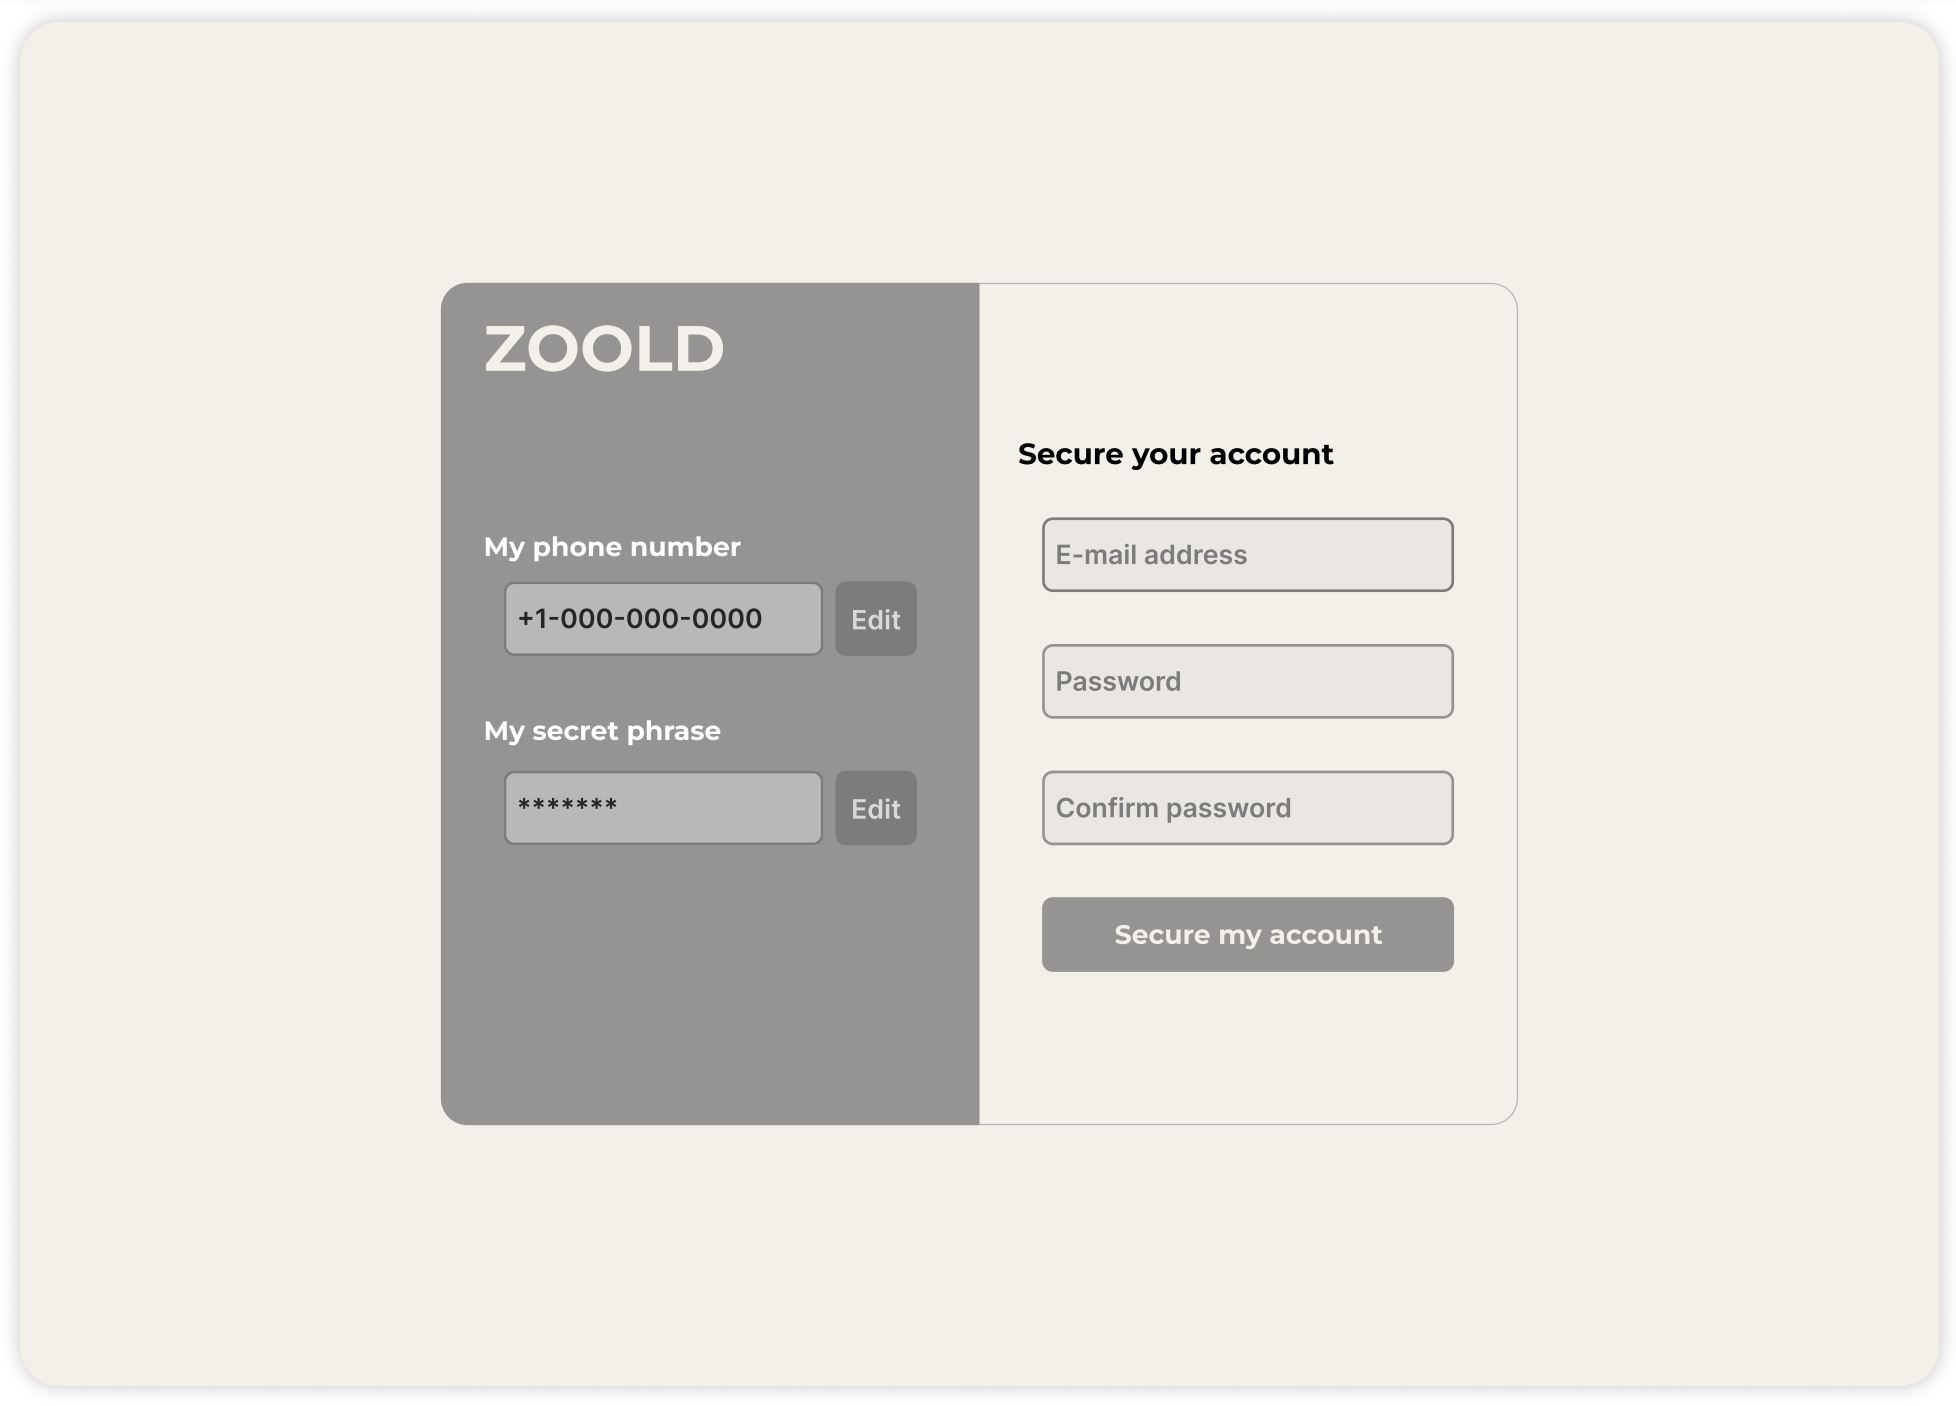 ZOOLD
My phone number
+1-000-000-0000
Edit
My secret phrase
*******
Edit
Secure your account
E-mail address
Password
Confirm password
Secure my account